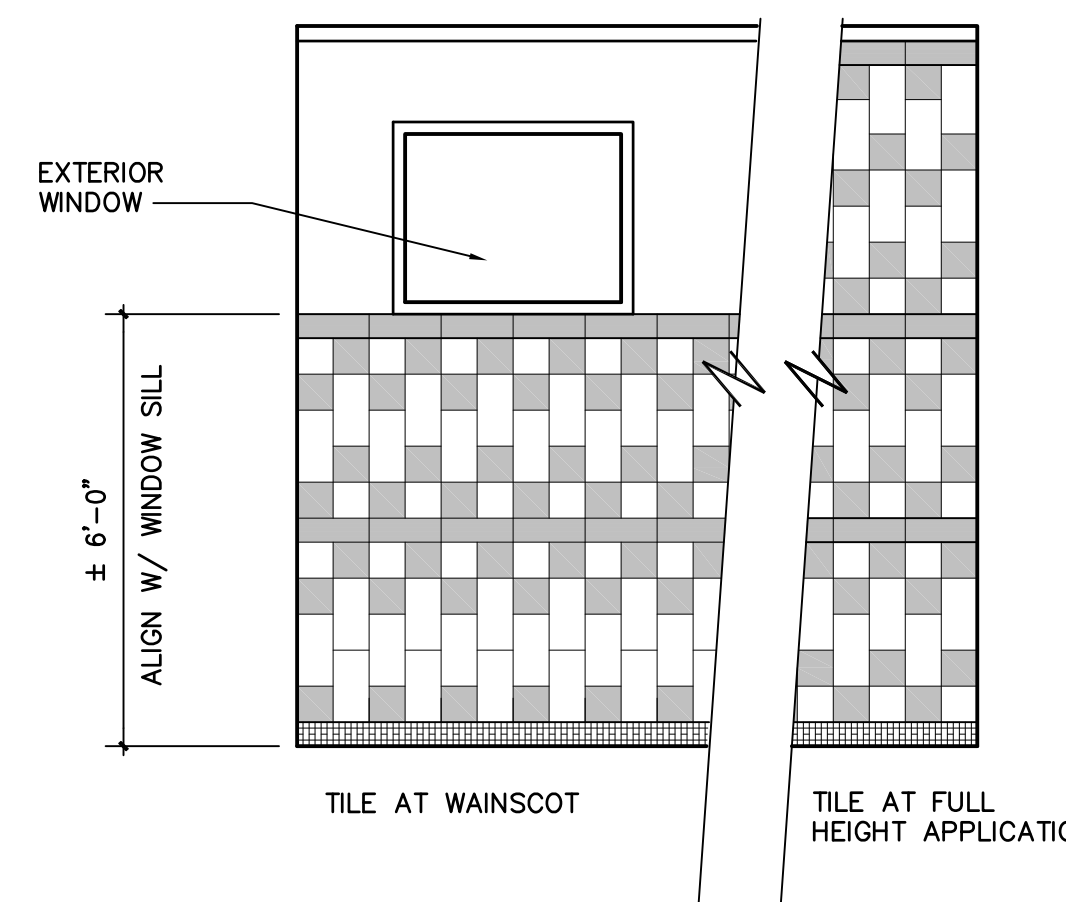 EXTERIOR
WINDOW
± 6'-0"
ALIGN W/ WINDOW SILL
TILE AT WAINSCOT
TILE AT FULL
HEIGHT APPLICATIO